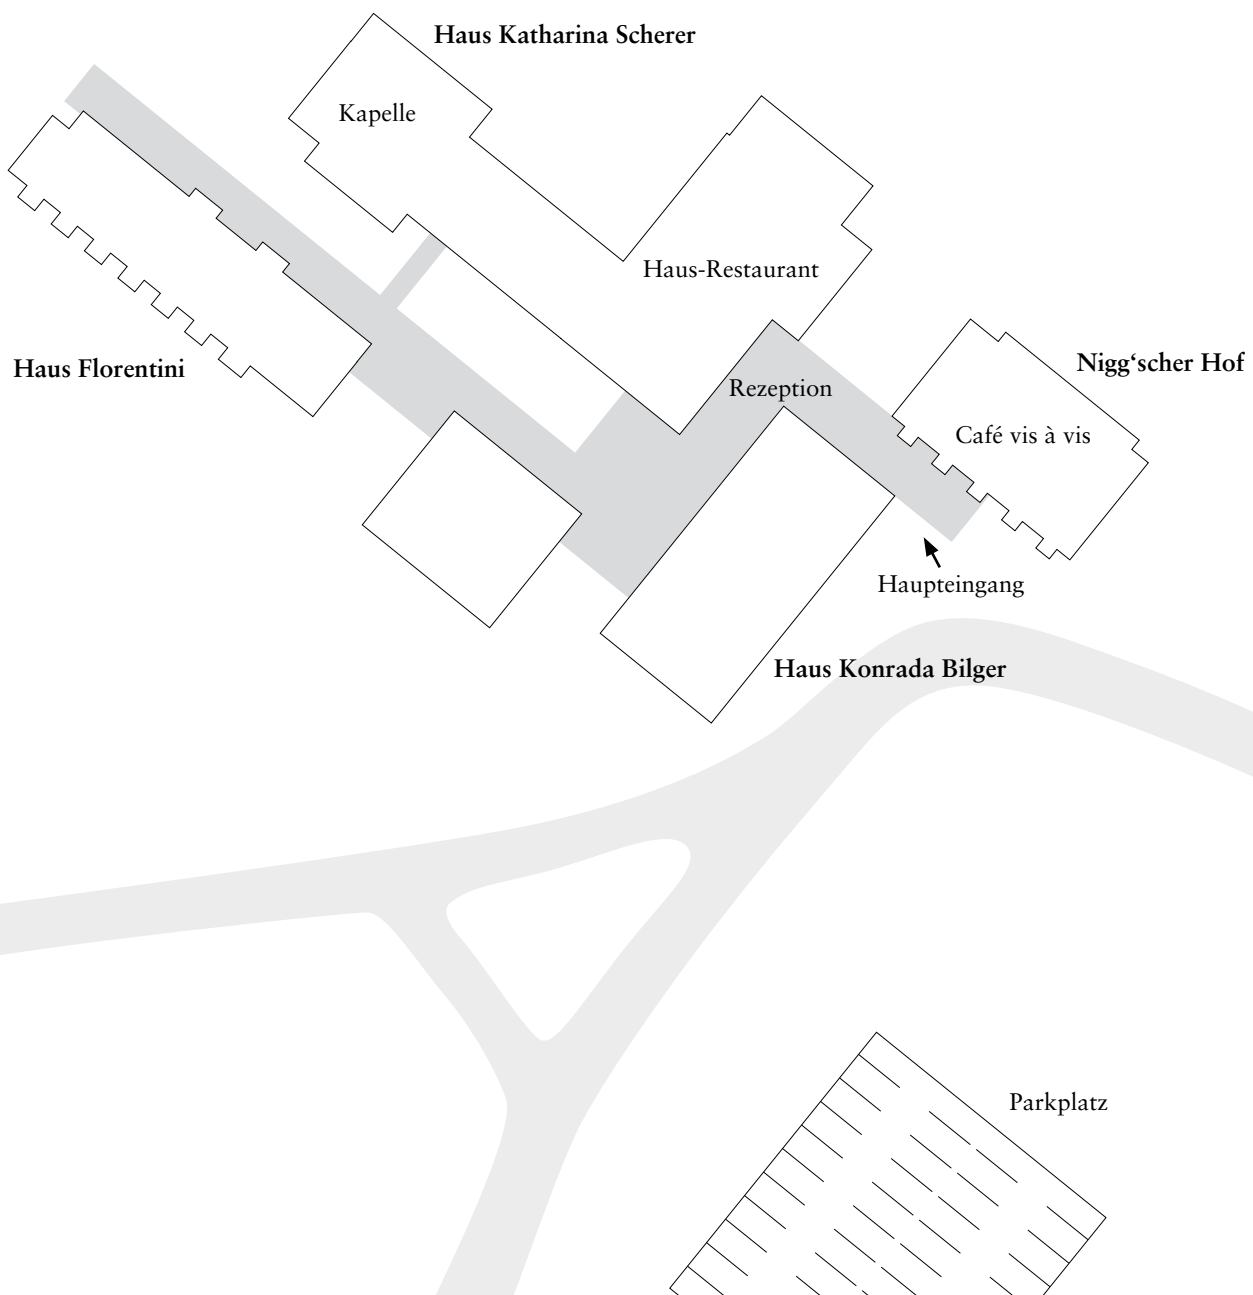 Haus Katharina Scherer
Kapelle
Haus-Restaurant
Haus Florentini
Nigg‘scher Hof
Rezeption
Café vis à vis
Haupteingang
Haus Konrada Bilger
Parkplatz